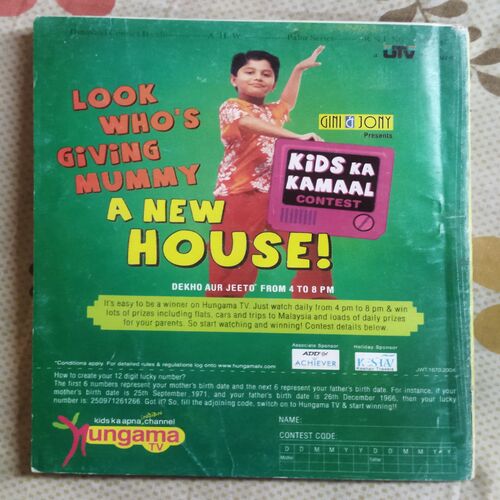 UTV
LOOK
WHO'S
GIVING
MUMMY
A NEW
HOUSE!
GINI & JONY
Presents
KiDS KA
KAMAAL
CONTEST
DEKHO AUR JEETO* FROM 4 TO 8 PM
It's easy to be a winner on Hungama TV. Just watch daily from 4 pm to 8 pm & win
lots of prizes including flats, cars and trips to Malaysia and loads of daily prizes
for your parents. So start watching and winning! Contest details below.
Associate Sponsor
Holiday Sponsor
ADD
ACHIEVER
*Conditions apply. For detailed rules & regulations log onto www.hungamatv.com
How to create your 12 digit lucky number?
The first 6 numbers represent your mother's birth date and the next 6 represent your father's birth date. For instance, if your
mother's birth date is 25th September,1971, and your father's birth date is 26th December 1966, then your lucky
number is: 250971261266. Got it? So, fill the adjoining code, switch on to Hungama TV & start winning!!
kids ka apna indian channel
Hungama
TV
NAME:
CONTEST CODE:
D D M M Y Y D D M M Y Y
Mother Father